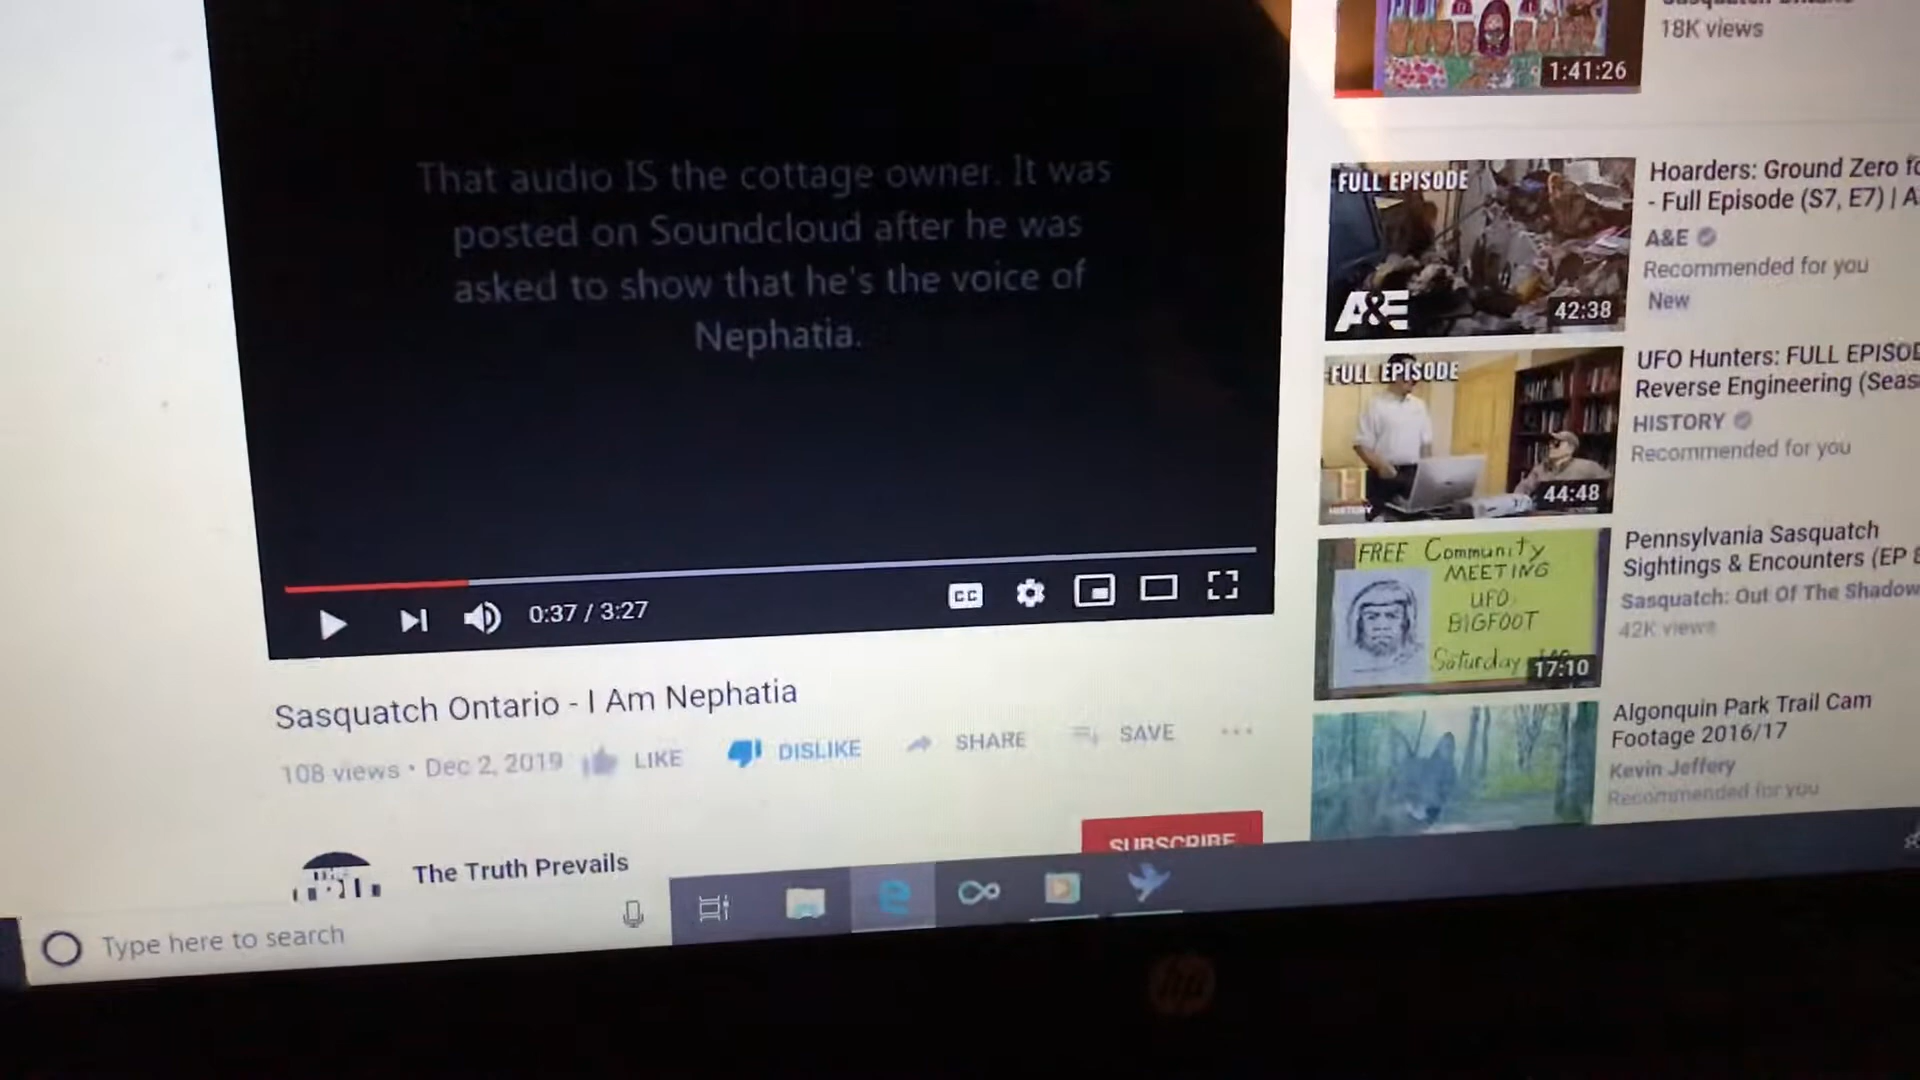 That audio IS the cottage owner. It was
posted on Soundcloud after he was
asked to show that he's the voice of
Nephatia.
0:37 / 3:27
CC
Sasquatch Ontario - I Am Nephatia
108 views • Dec 2, 2019
LIKE
DISLIKE
SHARE
SAVE
The Truth Prevails
SUBSCRIBE
18K views
1:41:26
FULL EPISODE
A&E
42:38
Hoarders: Ground Zero
- Full Episode (S7, E7) |
A&E
Recommended for you
New
FULL EPISODE
H
HISTORY
44:48
UFO Hunters: FULL
Reverse Engineering
HISTORY
Recommended for you
FREE Community
MEETING
UFO
BIGFOOT
Saturday
17:10
Pennsylvania Sasquatch
Sightings & Encounters (EP
Sasquatch: Out Of The
42K views
Algonquin Park Trail Cam
Footage 2016/17
Kevin Jeffery
Recommended for you
Type here to search
hp